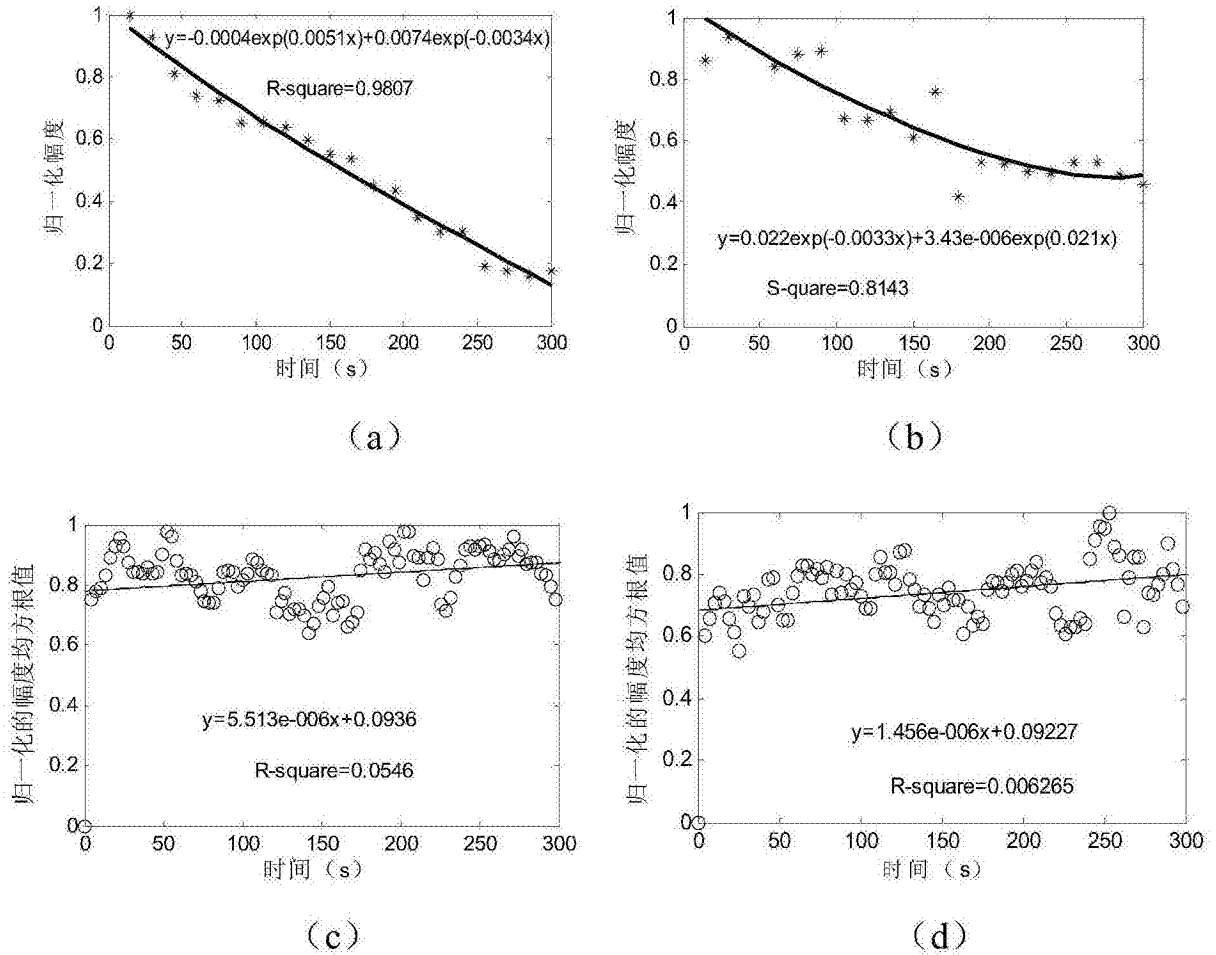 1
0.8
0.6
0.4
0.2
0
归一化幅度
y=-0.0004exp(0.0051x)+0.0074exp(-0.0034x)
R-square=0.9807
0 50 100 150 200 250 300
时间（s）
（a）
1
0.8
0.6
0.4
0.2
0
归一化幅度
y=0.022exp(-0.0033x)+3.43e-006exp(0.021x)
S-quare=0.8143
0 50 100 150 200 250 300
时间（s）
（b）
1
0.8
0.6
0.4
0.2
0
归一化的幅度均方根值
y=5.513e-006x+0.0936
R-square=0.0546
0 50 100 150 200 250 300
时间（s）
（c）
1
0.8
0.6
0.4
0.2
0
归一化的幅度均方根值
y=1.456e-006x+0.09227
R-square=0.006265
0 50 100 150 200 250 300
时间（s）
（d）